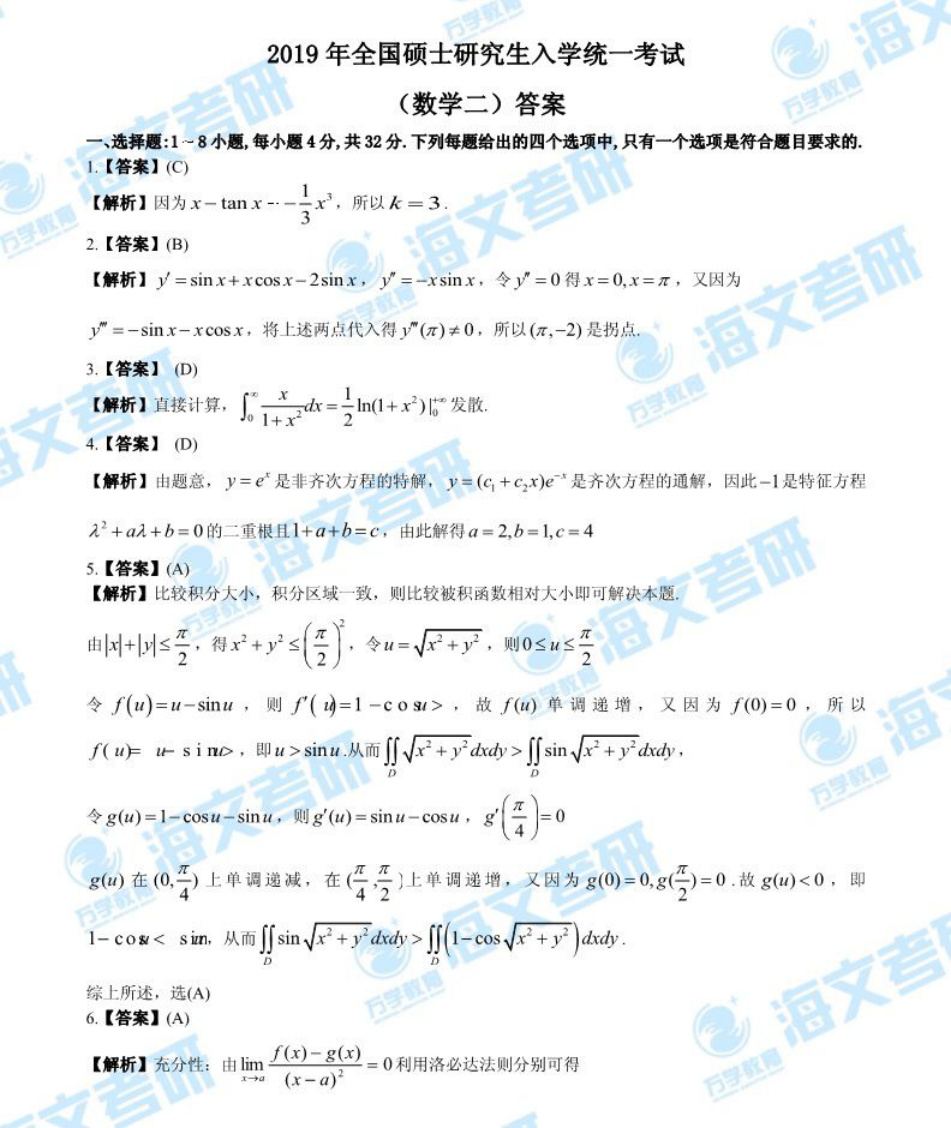 2019 年全国硕士研究生入学统一考试
（数学二）答案
一、选择题:1～8 小题,每小题 4 分,共 32 分.下列每题给出的四个选项中,只有一个选项是符合题目要求的.
1.【答案】(C)
【解析】因为 x − tan x ~ −1/3 x³，所以 k = 3.
2.【答案】(B)
【解析】y′ = sin x + x cos x − 2 sin x，y″ = −x sin x，令 y″ = 0 得 x = 0, x = π，又因为
y‴ = −sin x − x cos x，将上述两点代入得 y‴(π) ≠ 0，所以 (π, −2) 是拐点.
3.【答案】 (D)
【解析】直接计算，∫₀^∞ x/(1+x²) dx = 1/2 ln(1+x²)|₀^{+∞} 发散.
4.【答案】 (D)
【解析】由题意，y = eˣ 是非齐次方程的特解，y = (c₁ + c₂x)e⁻ˣ 是齐次方程的通解，因此 −1 是特征方程
λ² + aλ + b = 0 的二重根且 1 + a + b = c，由此解得 a = 2, b = 1, c = 4
5.【答案】(A)
【解析】比较积分大小，积分区域一致，则比较被积函数相对大小即可解决本题.
由 |x| + |y| ≤ π/2，得 x² + y² ≤ (π/2)²，令 u = √(x² + y²)，则 0 ≤ u ≤ π/2
令 f(u) = u − sin u ，则 f′(u) = 1 − cos u > ，故 f(u) 单调递增，又因为 f(0) = 0 ，所以
f(u) = u − sin u > ，即 u > sin u .从而 ∬_D √(x² + y²) dxdy > ∬_D sin √(x² + y²) dxdy，
令 g(u) = 1 − cos u − sin u，则 g′(u) = sin u − cos u，g′(π/4) = 0
g(u) 在 (0, π/4) 上单调递减，在 (π/4, π/2) 上单调递增，又因为 g(0) = 0, g(π/2) = 0 .故 g(u) < 0 ，即
1 − cos u < sin u，从而 ∬_D sin √(x² + y²) dxdy > ∬_D (1 − cos √(x² + y²)) dxdy .
综上所述，选(A)
6.【答案】(A)
【解析】充分性：由 lim_{x→a} (f(x) − g(x))/(x − a)² = 0 利用洛必达法则分别可得
海文考研
万学教育